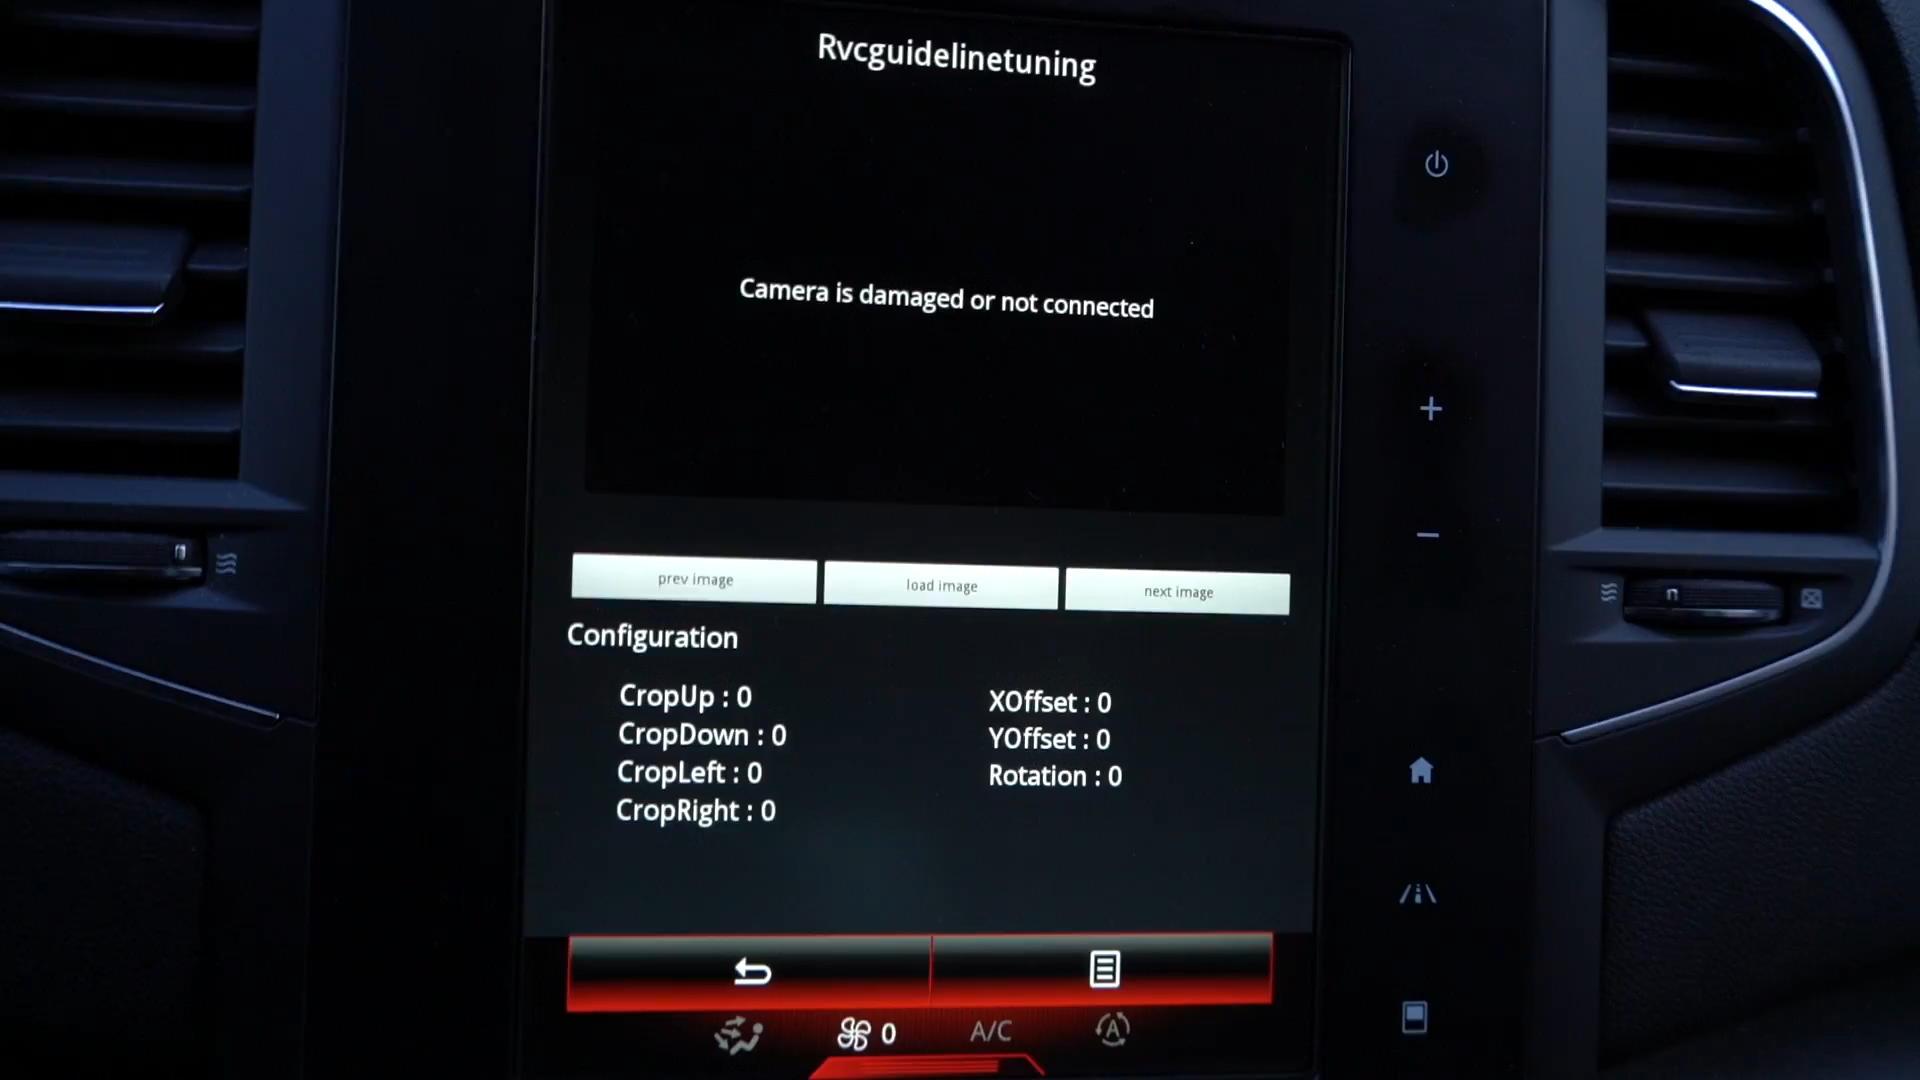 Rvcguidelinetuning
Camera is damaged or not connected
prev image
load image
next image
Configuration
CropUp : 0
CropDown : 0
CropLeft : 0
CropRight : 0
XOffset : 0
YOffset : 0
Rotation : 0
0
A/C
A